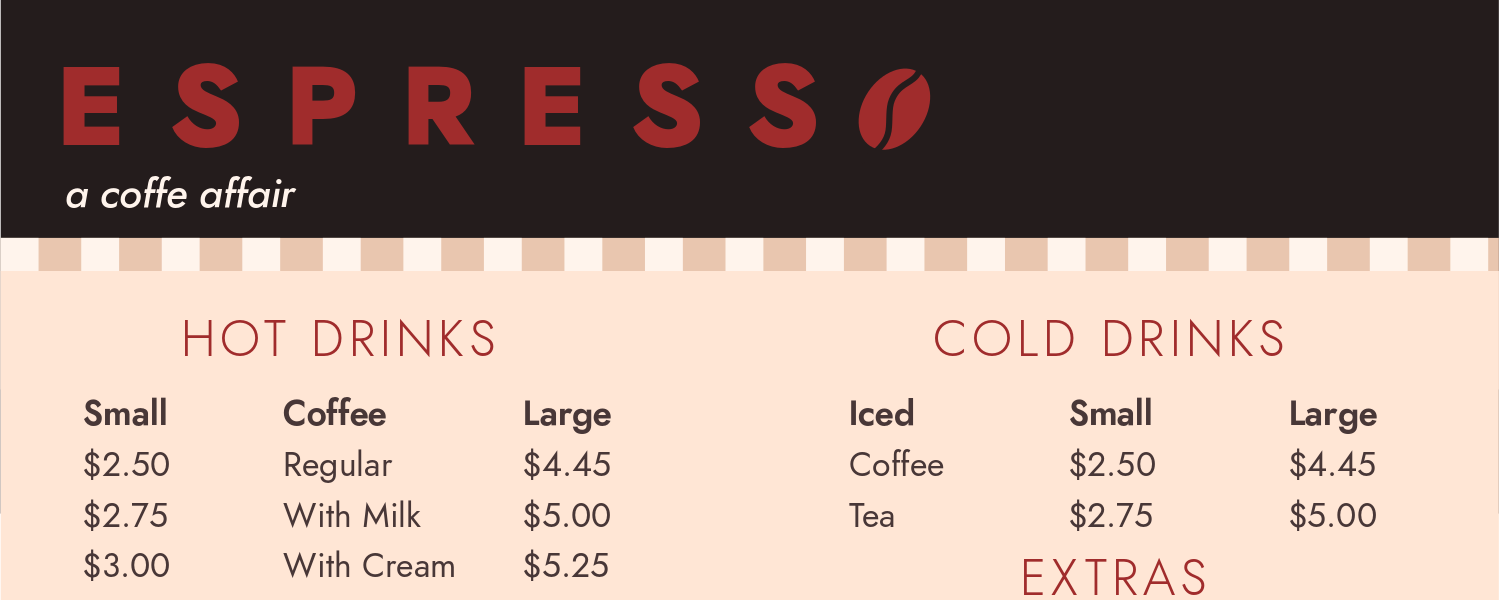 ESPRESSO
a coffe affair
HOT DRINKS
Small Coffee Large
$2.50 Regular $4.45
$2.75 With Milk $5.00
$3.00 With Cream $5.25
COLD DRINKS
Iced Small Large
Coffee $2.50 $4.45
Tea $2.75 $5.00
EXTRAS